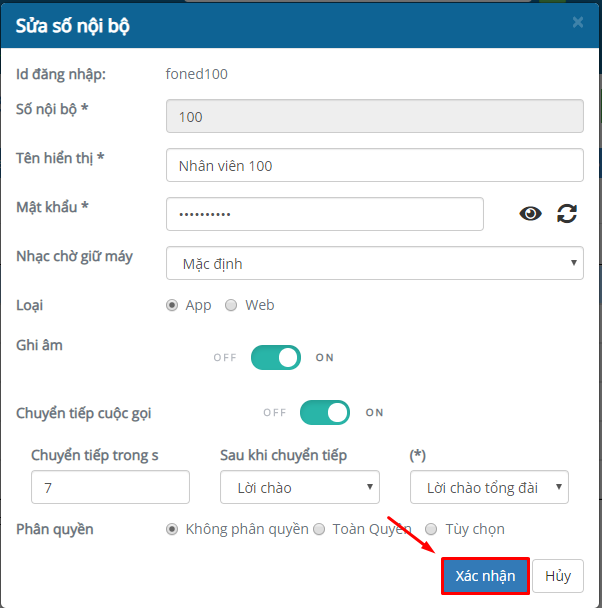 Sửa số nội bộ ×
Id đăng nhập: foned100
Số nội bộ * 100
Tên hiển thị * Nhân viên 100
Mật khẩu * ••••••••••
Nhạc chờ giữ máy Mặc định
Loại App Web
Ghi âm OFF ON
Chuyển tiếp cuộc gọi OFF ON
Chuyển tiếp trong s Sau khi chuyển tiếp (*)
7 Lời chào Lời chào tổng đài
Phân quyền Không phân quyền Toàn Quyền Tùy chọn
Xác nhận Hủy